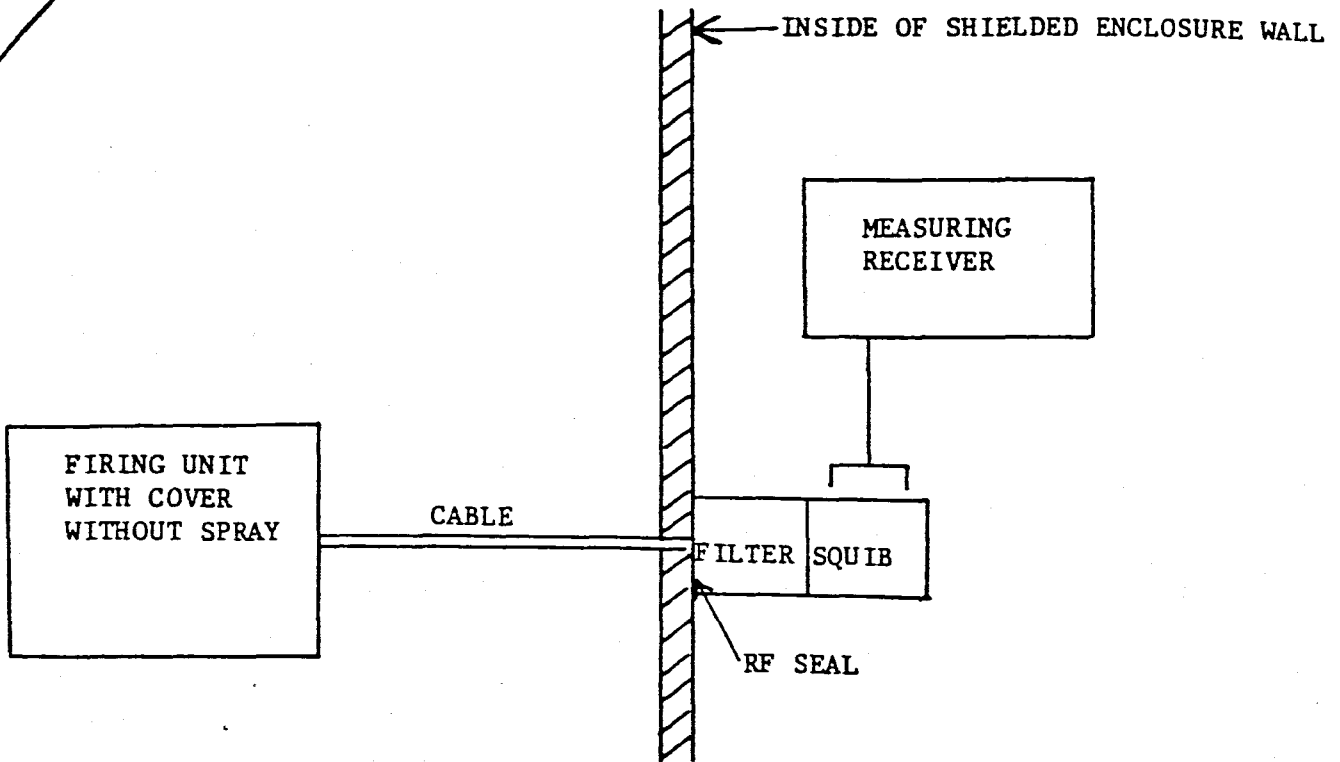 INSIDE OF SHIELDED ENCLOSURE WALL
MEASURING
RECEIVER
FIRING UNIT
WITH COVER
WITHOUT SPRAY
CABLE
FILTER
SQUIB
RF SEAL